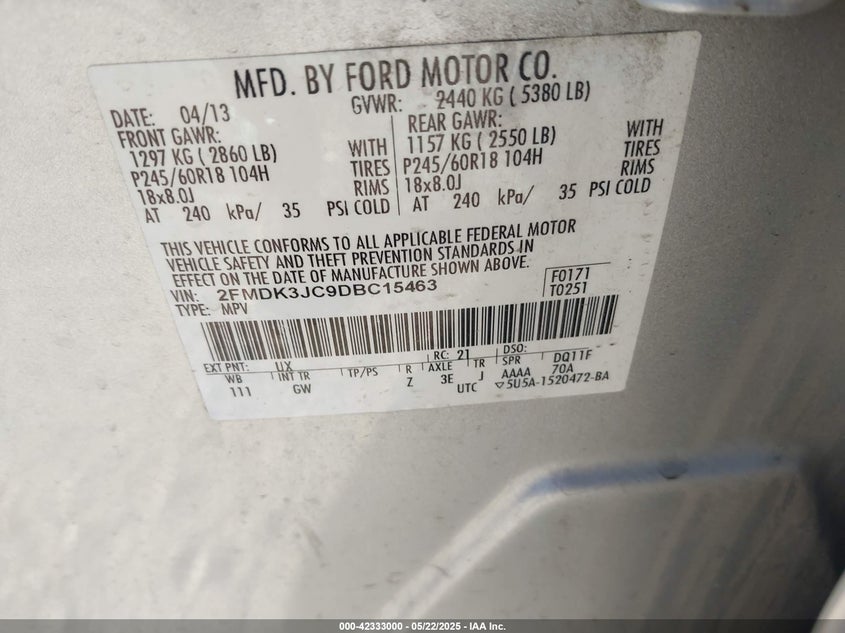 MFD. BY FORD MOTOR CO.
DATE: 04/13
GVWR: 2440 KG ( 5380 LB)
FRONT GAWR:
1297 KG ( 2860 LB) WITH
P245/60R18 104H TIRES
18x8.0J RIMS
AT 240 kPa/ 35 PSI COLD
REAR GAWR: WITH
1157 KG ( 2550 LB) TIRES
P245/60R18 104H RIMS
18x8.0J
AT 240 kPa/ 35 PSI COLD
THIS VEHICLE CONFORMS TO ALL APPLICABLE FEDERAL MOTOR
VEHICLE SAFETY AND THEFT PREVENTION STANDARDS IN
EFFECT ON THE DATE OF MANUFACTURE SHOWN ABOVE.
VIN: 2FMDK3JC9DBC15463
TYPE: MPV
F0171
T0251
EXT PNT: UX RC: 21 DSO:
WB INT TR TP/PS R AXLE TR SPR DQ11F
111 GW Z 3E J AAAA 70A
UTC ▽5U5A-1520472-BA
000-42333000 - 05/22/2025 - IAA Inc.